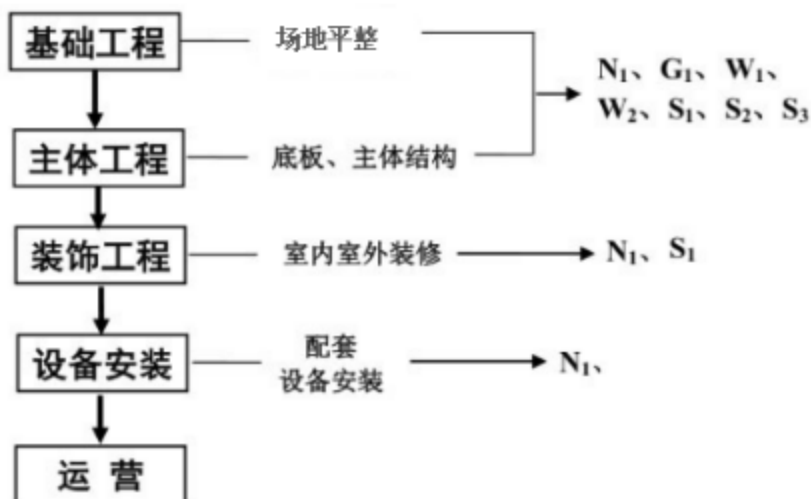 基础工程
场地平整
N₁、G₁、W₁、
W₂、S₁、S₂、S₃
主体工程
底板、主体结构
装饰工程
室内室外装修
N₁、S₁
设备安装
配套
设备安装
N₁、
运 营